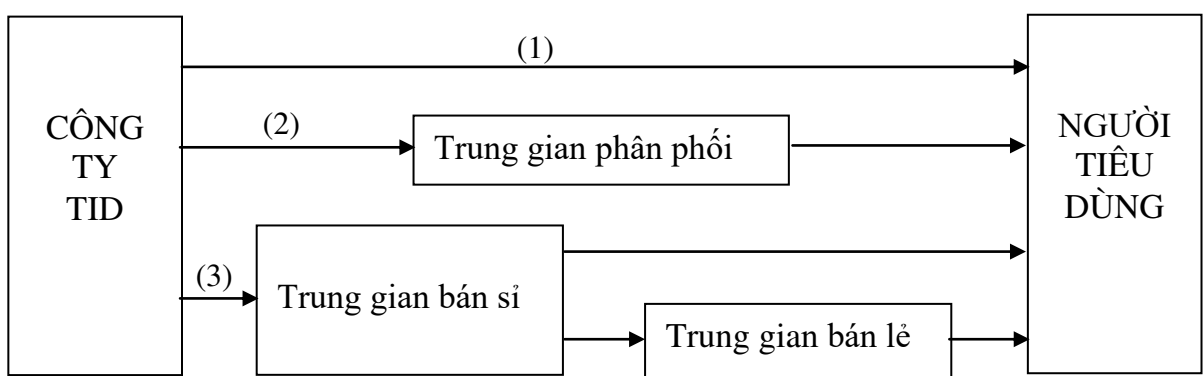 (1)
CÔNG
TY
TID
(2)
Trung gian phân phối
NGƯỜI
TIÊU
DÙNG
(3)
Trung gian bán sỉ
Trung gian bán lẻ